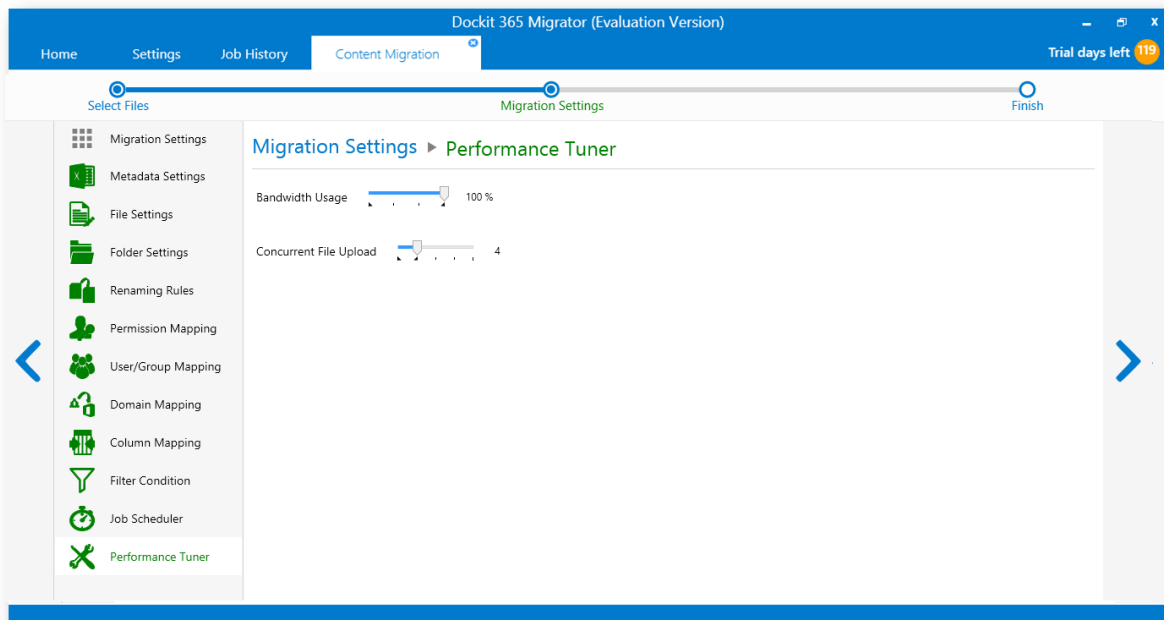 Dockit 365 Migrator (Evaluation Version)
Home Settings Job History Content Migration Trial days left 119
Select Files Migration Settings Finish
Migration Settings
Metadata Settings
File Settings
Folder Settings
Renaming Rules
Permission Mapping
User/Group Mapping
Domain Mapping
Column Mapping
Filter Condition
Job Scheduler
Performance Tuner
Migration Settings Performance Tuner
Bandwidth Usage 100 %
Concurrent File Upload 4